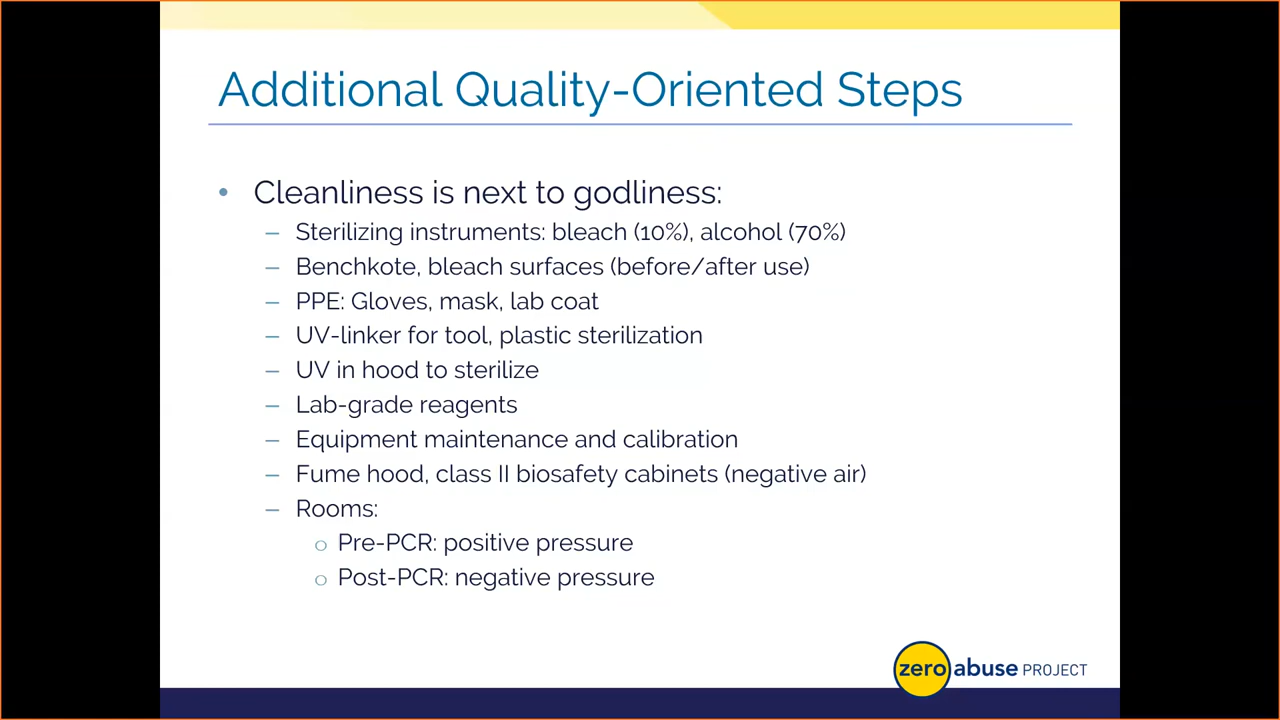 Additional Quality-Oriented Steps
• Cleanliness is next to godliness:
– Sterilizing instruments: bleach (10%), alcohol (70%)
– Benchkote, bleach surfaces (before/after use)
– PPE: Gloves, mask, lab coat
– UV-linker for tool, plastic sterilization
– UV in hood to sterilize
– Lab-grade reagents
– Equipment maintenance and calibration
– Fume hood, class II biosafety cabinets (negative air)
– Rooms:
o Pre-PCR: positive pressure
o Post-PCR: negative pressure
zero abuse PROJECT